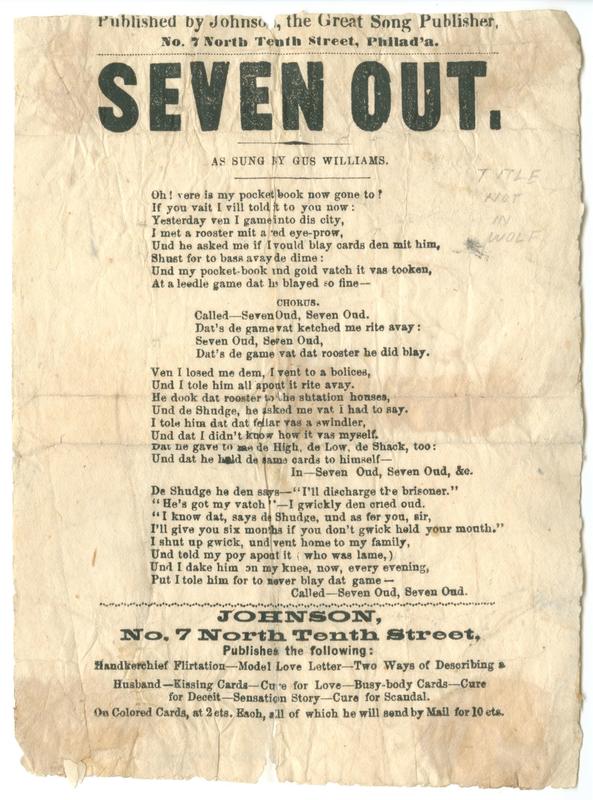 Published by Johnson, the Great Song Publisher,
No. 7 North Tenth Street, Philad'a.
SEVEN OUT.
AS SUNG BY GUS WILLIAMS.
TITLE
NOT
IN
WOLF
Oh! vere is my pocket book now gone to?
If you vait I vill told it to you now:
Yesterday ven I game into dis city,
I met a rooster mit a red eye-prow,
Und he asked me if I vould blay cards den mit him,
Shust for to bass avay de dime:
Und my pocket-book und gold vatch it vas tooken,
At a leedle game dat he blayed so fine—
CHORUS.
Called—Seven Oud, Seven Oud.
Dat's de game vat ketched me rite avay:
Seven Oud, Seven Oud,
Dat's de game vat dat rooster he did blay.
Ven I losed me dem, I vent to a bolices,
Und I tole him all apout it rite avay.
He dook dat rooster to the shtation houses,
Und de Shudge, he asked me vat I had to say.
I tole him dat dat fellar vas a swindler,
Und dat I didn't know how it vas myself.
Dat he gave to me de High, de Low, de Shack, too:
Und dat he held de same cards to himself—
In—Seven Oud, Seven Oud, &c.
De Shudge he den says—"I'll discharge the brisoner."
"He's got my vatch"—I gwickly den cried oud.
"I know dat, says de Shudge, und as for you, sir,
I'll give you six months if you don't gwick hold your mouth."
I shut up gwick, und vent home to my family,
Und told my poy apout it (who was lame,)
Und I dake him on my knee, now, every evening,
Put I tole him for to never blay dat game—
Called—Seven Oud, Seven Oud.
JOHNSON,
No. 7 North Tenth Street,
Publishes the following:
Handkerchief Flirtation—Model Love Letter—Two Ways of Describing a
Husband—Kissing Cards—Cure for Love—Busy-body Cards—Cure
for Deceit—Sensation Story—Cure for Scandal.
On Colored Cards, at 2 cts. Each, all of which he will send by Mail for 10 cts.